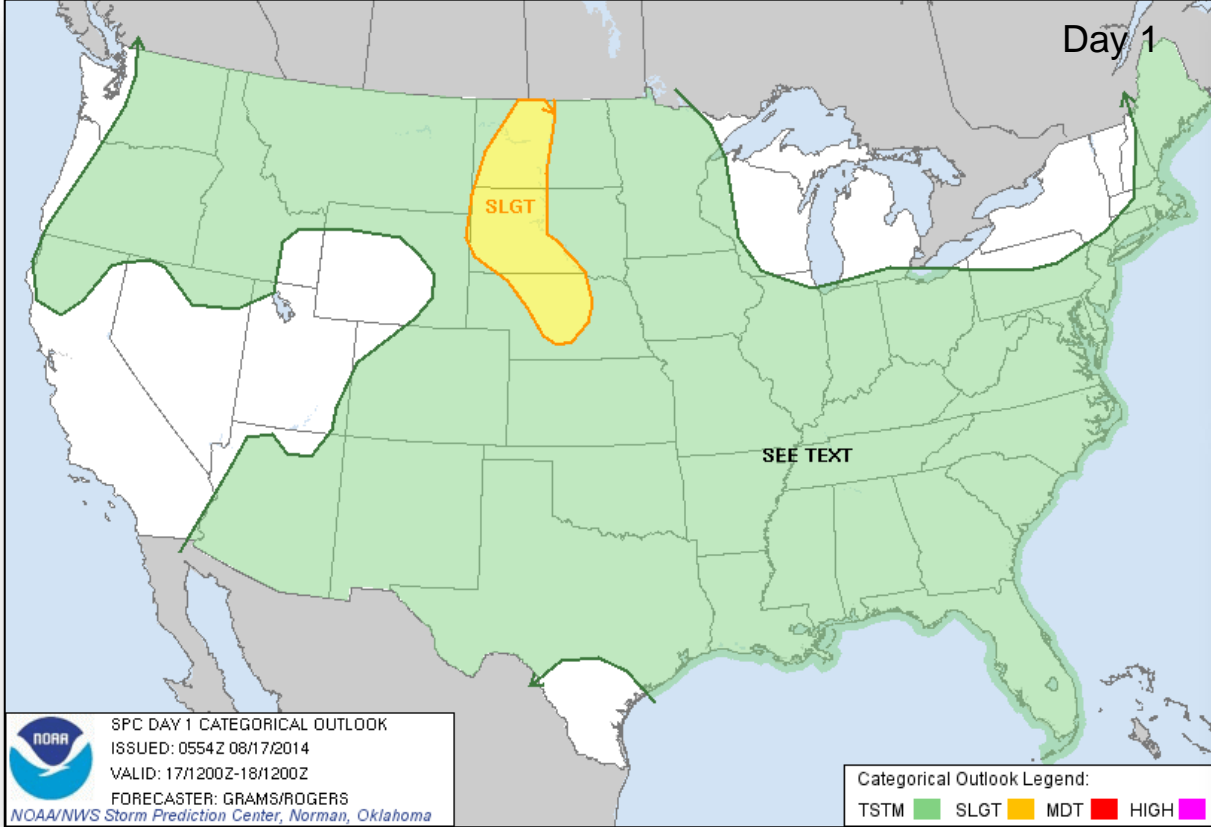 Day 1
SLGT
SEE TEXT
NOAA
SPC DAY 1 CATEGORICAL OUTLOOK
ISSUED: 0554Z 08/17/2014
VALID: 17/1200Z-18/1200Z
FORECASTER: GRAMS/ROGERS
NOAA/NWS Storm Prediction Center, Norman, Oklahoma
Categorical Outlook Legend:
TSTM SLGT MDT HIGH